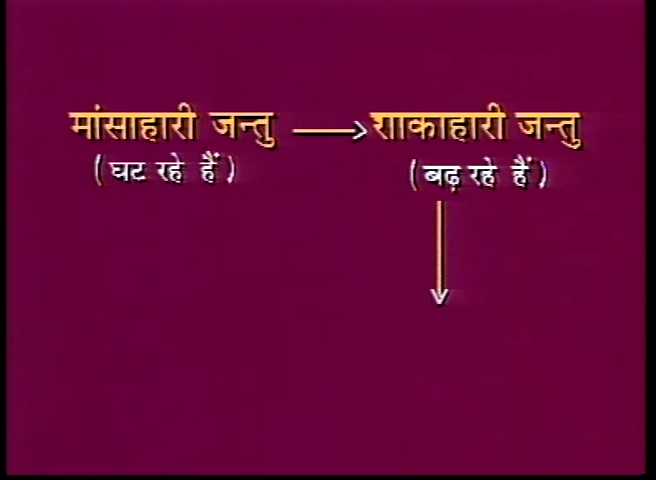 मांसाहारी जन्तु → शाकाहारी जन्तु
(घट रहे हैं) (बढ़ रहे हैं)
↓